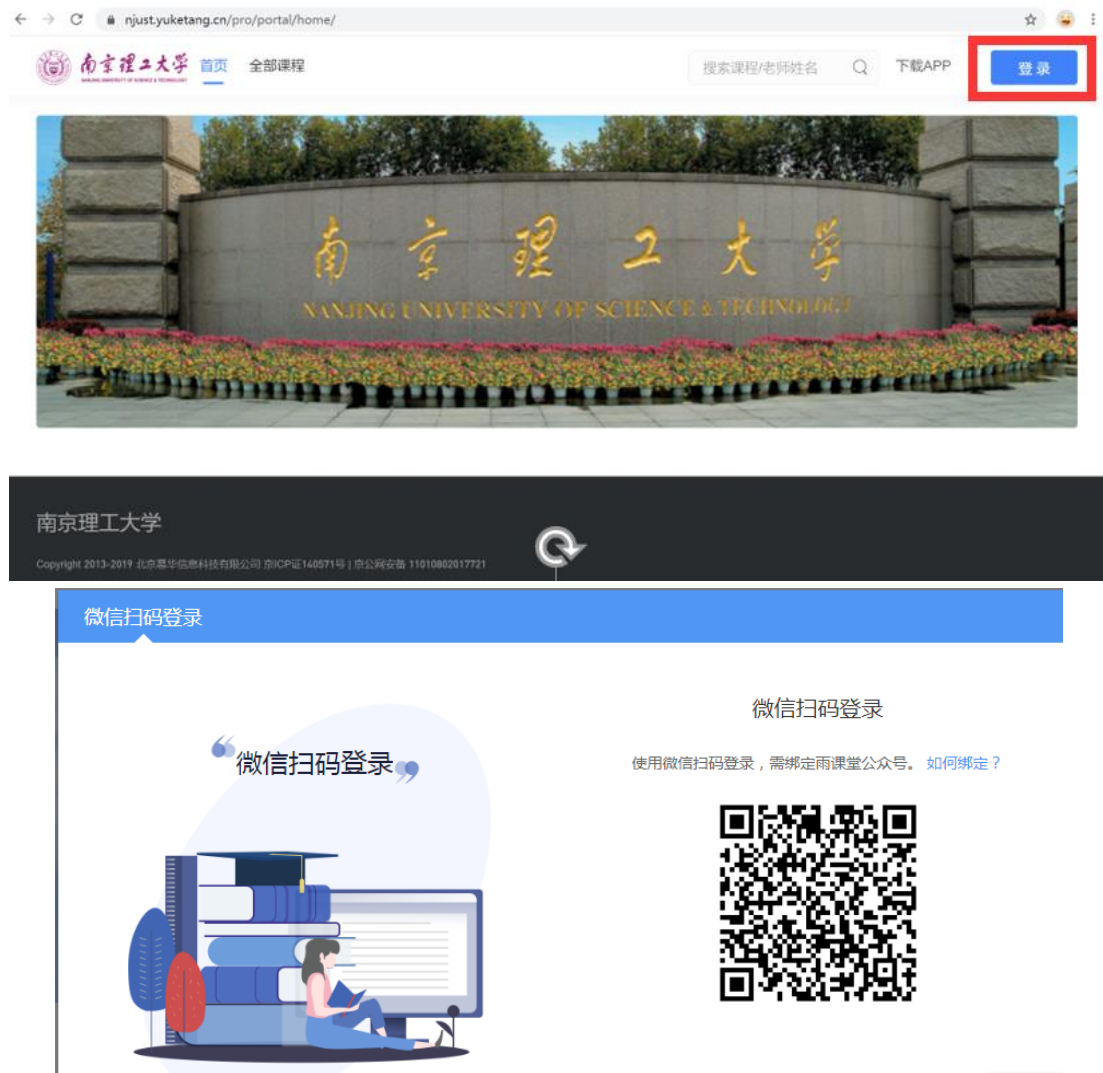 njust.yuketang.cn/pro/portal/home/
南京理工大学 首页 全部课程 搜索课程/老师姓名 下载APP 登录
NANJING UNIVERSITY OF SCIENCE & TECHNOLOGY
南京理工大学
NANJING UNIVERSITY OF SCIENCE & TECHNOLOGY
南京理工大学
Copyright 2013-2019 北京慕华信息科技有限公司 京ICP证140571号 | 京公网安备 11010802017721
微信扫码登录
微信扫码登录
“微信扫码登录”
使用微信扫码登录，需绑定雨课堂公众号。 如何绑定？